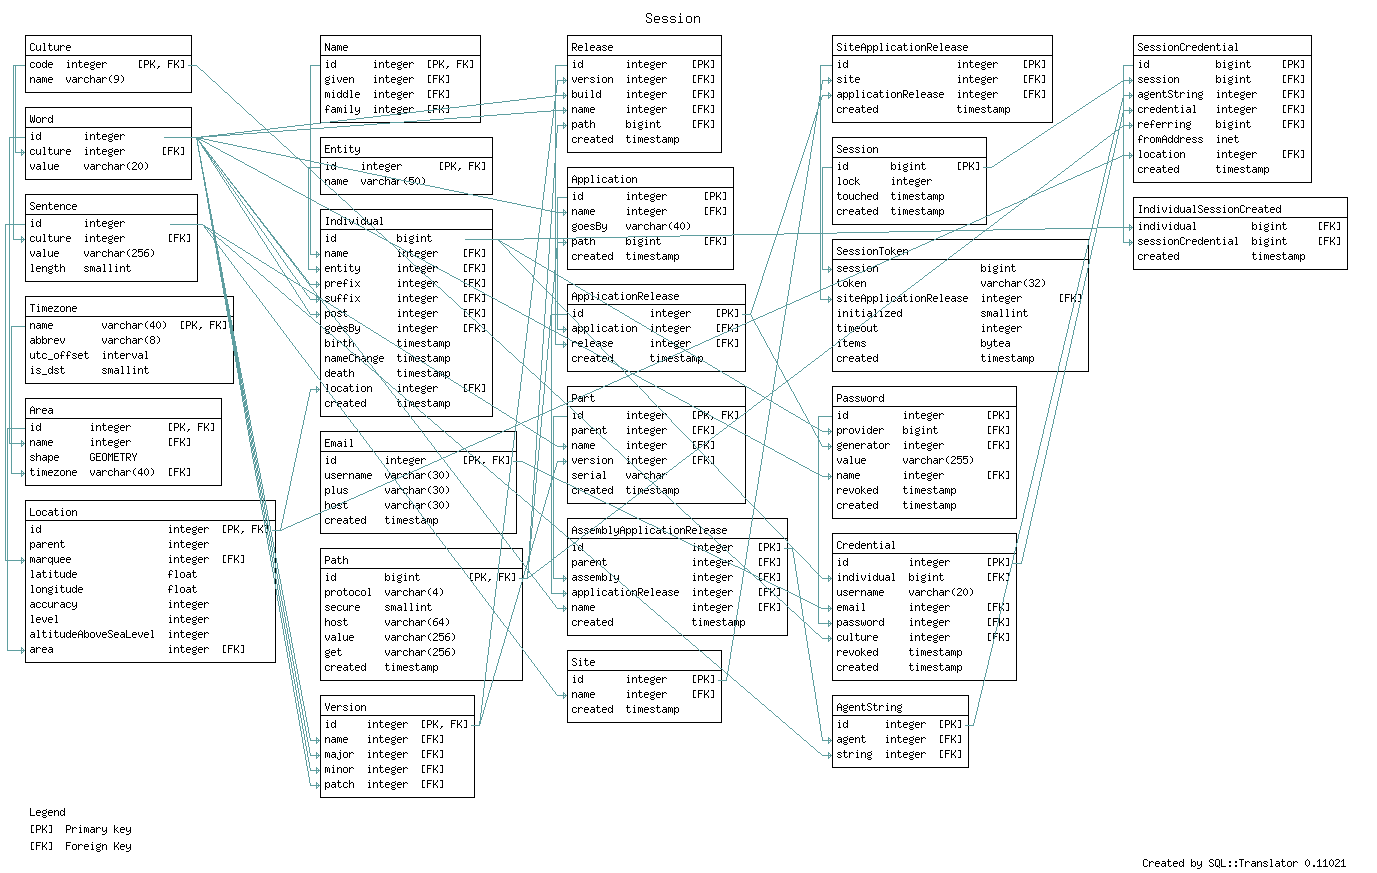 Session
Culture
code integer [PK, FK]
name varchar(9)
Word
id integer
culture integer [FK]
value varchar(20)
Sentence
id integer
culture integer [FK]
value varchar(256)
length smallint
Timezone
name varchar(40) [PK, FK]
abbrev varchar(8)
utc_offset interval
is_dst smallint
Area
id integer [PK, FK]
name integer [FK]
shape GEOMETRY
timezone varchar(40) [FK]
Location
id integer [PK, FK]
parent integer
marquee integer [FK]
latitude float
longitude float
accuracy integer
level integer
altitudeAboveSeaLevel integer
area integer [FK]
Name
id integer [PK, FK]
given integer [FK]
middle integer [FK]
family integer [FK]
Entity
id integer [PK, FK]
name varchar(50)
Individual
id bigint
name integer [FK]
entity integer [FK]
prefix integer [FK]
suffix integer [FK]
post integer [FK]
goesBy integer [FK]
birth timestamp
nameChange timestamp
death timestamp
location integer [FK]
created timestamp
Email
id integer [PK, FK]
username varchar(30)
plus varchar(30)
host varchar(30)
created timestamp
Path
id bigint [PK, FK]
protocol varchar(4)
secure smallint
host varchar(64)
value varchar(256)
get varchar(256)
created timestamp
Version
id integer [PK, FK]
name integer [FK]
major integer [FK]
minor integer [FK]
patch integer [FK]
Release
id integer [PK]
version integer [FK]
build integer [FK]
name integer [FK]
path bigint [FK]
created timestamp
Application
id integer [PK]
name integer [FK]
goesBy varchar(40)
path bigint [FK]
created timestamp
ApplicationRelease
id integer [PK]
application integer [FK]
release integer [FK]
created timestamp
Part
id integer [PK, FK]
parent integer [FK]
name integer [FK]
version integer [FK]
serial varchar
created timestamp
AssemblyApplicationRelease
id integer [PK]
parent integer [FK]
assembly integer [FK]
applicationRelease integer [FK]
name integer [FK]
created timestamp
Site
id integer [PK]
name integer [FK]
created timestamp
SiteApplicationRelease
id integer [PK]
site integer [FK]
applicationRelease integer [FK]
created timestamp
Session
id bigint [PK]
lock integer
touched timestamp
created timestamp
SessionToken
session bigint
token varchar(32)
siteApplicationRelease integer [FK]
initialized smallint
timeout integer
items bytea
created timestamp
Password
id integer [PK]
provider bigint [FK]
generator integer [FK]
value varchar(255)
name integer [FK]
revoked timestamp
created timestamp
Credential
id integer [PK]
individual bigint [FK]
username varchar(20)
email integer [FK]
password integer [FK]
culture integer [FK]
revoked timestamp
created timestamp
AgentString
id integer [PK]
agent integer [FK]
string integer [FK]
SessionCredential
id bigint [PK]
session bigint [FK]
agentString integer [FK]
credential integer [FK]
referring bigint [FK]
fromAddress inet
location integer [FK]
created timestamp
IndividualSessionCreated
individual bigint [FK]
sessionCredential bigint [FK]
created timestamp
Legend
[PK] Primary key
[FK] Foreign Key
Created by SQL::Translator 0.11021